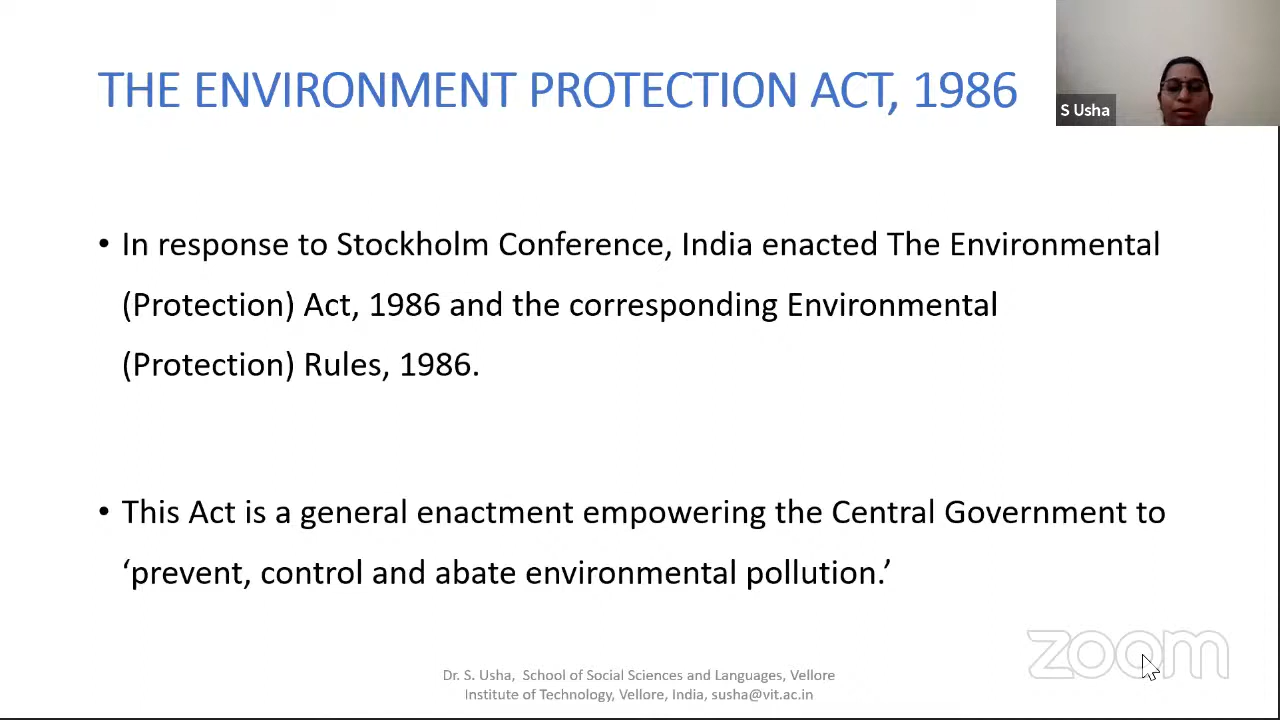 THE ENVIRONMENT PROTECTION ACT, 1986
S Usha
• In response to Stockholm Conference, India enacted The Environmental
(Protection) Act, 1986 and the corresponding Environmental
(Protection) Rules, 1986.
• This Act is a general enactment empowering the Central Government to
‘prevent, control and abate environmental pollution.’
zoom
Dr. S. Usha, School of Social Sciences and Languages, Vellore
Institute of Technology, Vellore, India, susha@vit.ac.in